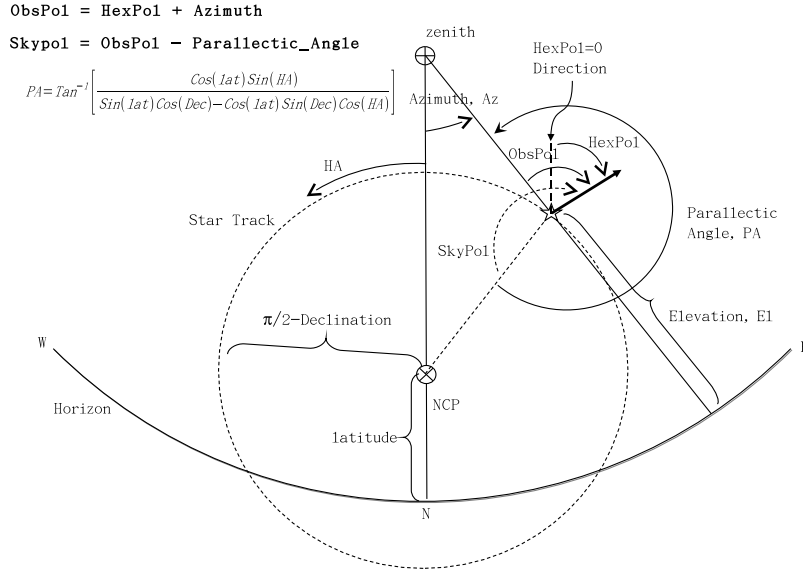 ObsPol = HexPol + Azimuth
Skypol = ObsPol - Parallectic_Angle
PA=Tan⁻¹[Cos(lat)Sin(HA) / Sin(lat)Cos(Dec)-Cos(lat)Sin(Dec)Cos(HA)]
zenith
HexPol=0
Direction
Azimuth, Az
HexPol
ObsPol
HA
Star Track
Parallectic
Angle, PA
SkyPol
π/2-Declination
Elevation, El
W
E
Horizon
NCP
latitude
N